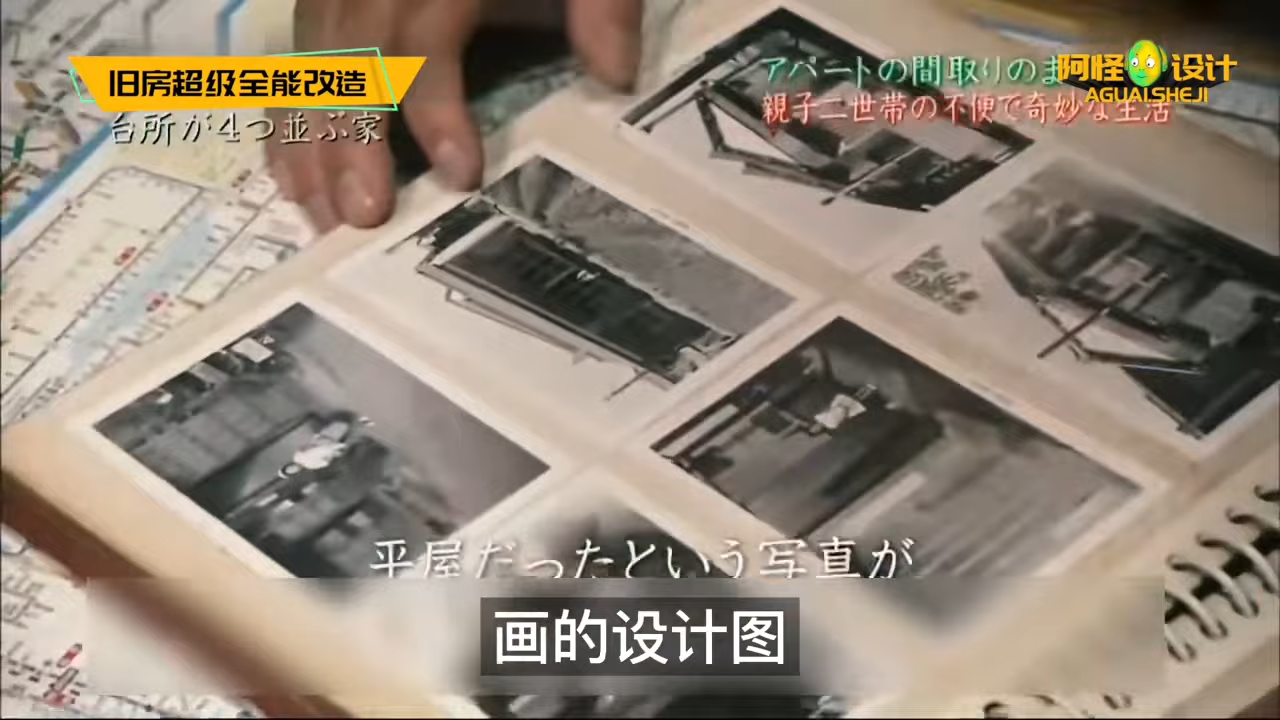 旧房超级全能改造
台所が4つ並ぶ家
アパートの間取りのま
親子二世帯の不便で奇妙な生活
阿怪设计
AGUAISHEJI
平屋だったという写真が
画的设计图